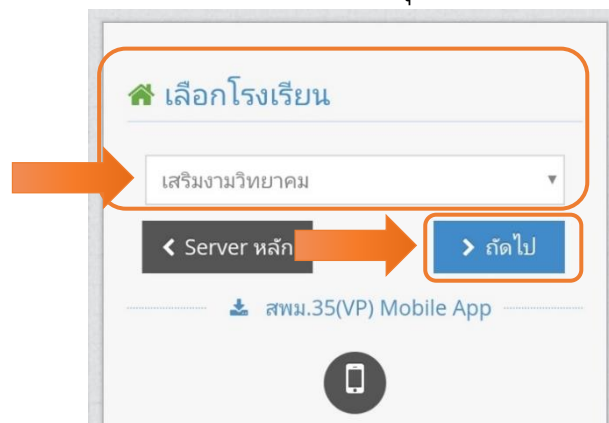 เลือกโรงเรียน
เสริมงามวิทยาคม
Server หลัก
ถัดไป
สพม.35(VP) Mobile App